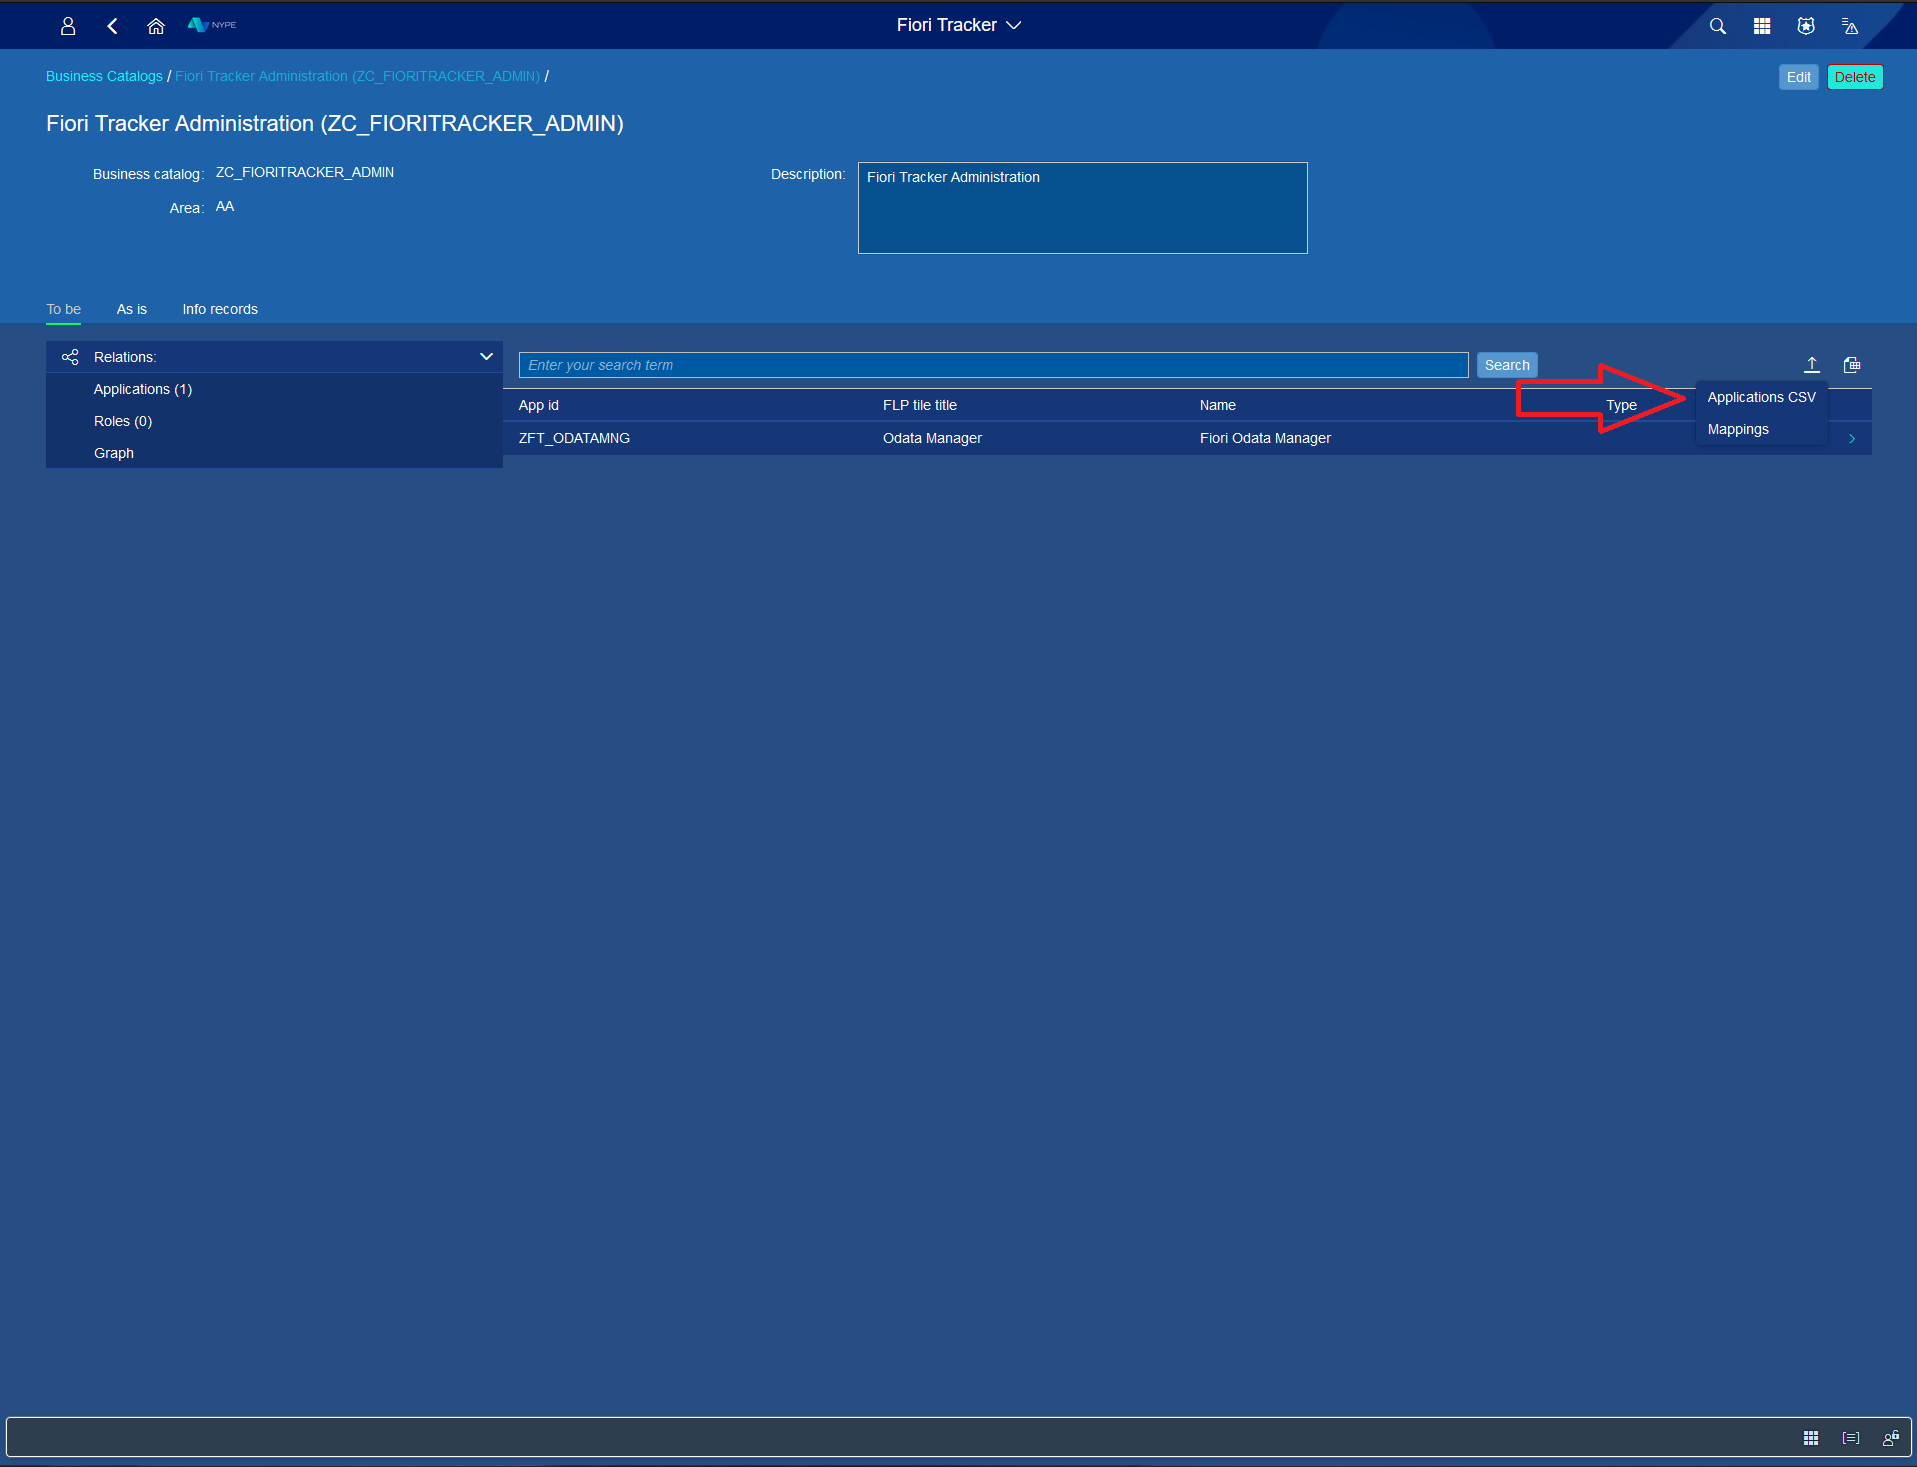 NYPE
Fiori Tracker
Business Catalogs / Fiori Tracker Administration (ZC_FIORITRACKER_ADMIN) /
Edit
Delete
Fiori Tracker Administration (ZC_FIORITRACKER_ADMIN)
Business catalog: ZC_FIORITRACKER_ADMIN
Area: AA
Description: Fiori Tracker Administration
To be
As is
Info records
Relations:
Applications (1)
Roles (0)
Graph
Enter your search term
Search
App id
FLP tile title
Name
Type
ZFT_ODATAMNG
Odata Manager
Fiori Odata Manager
Applications CSV
Mappings